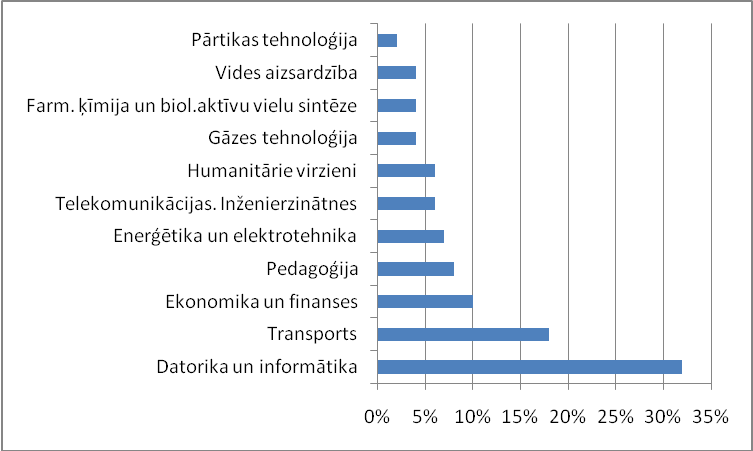 Pārtikas tehnoloģija
Vides aizsardzība
Farm. ķīmija un biol.aktīvu vielu sintēze
Gāzes tehnoloģija
Humanitārie virzieni
Telekomunikācijas. Inženierzinātnes
Enerģētika un elektrotehnika
Pedagoģija
Ekonomika un finanses
Transports
Datorika un informātika
0% 5% 10% 15% 20% 25% 30% 35%